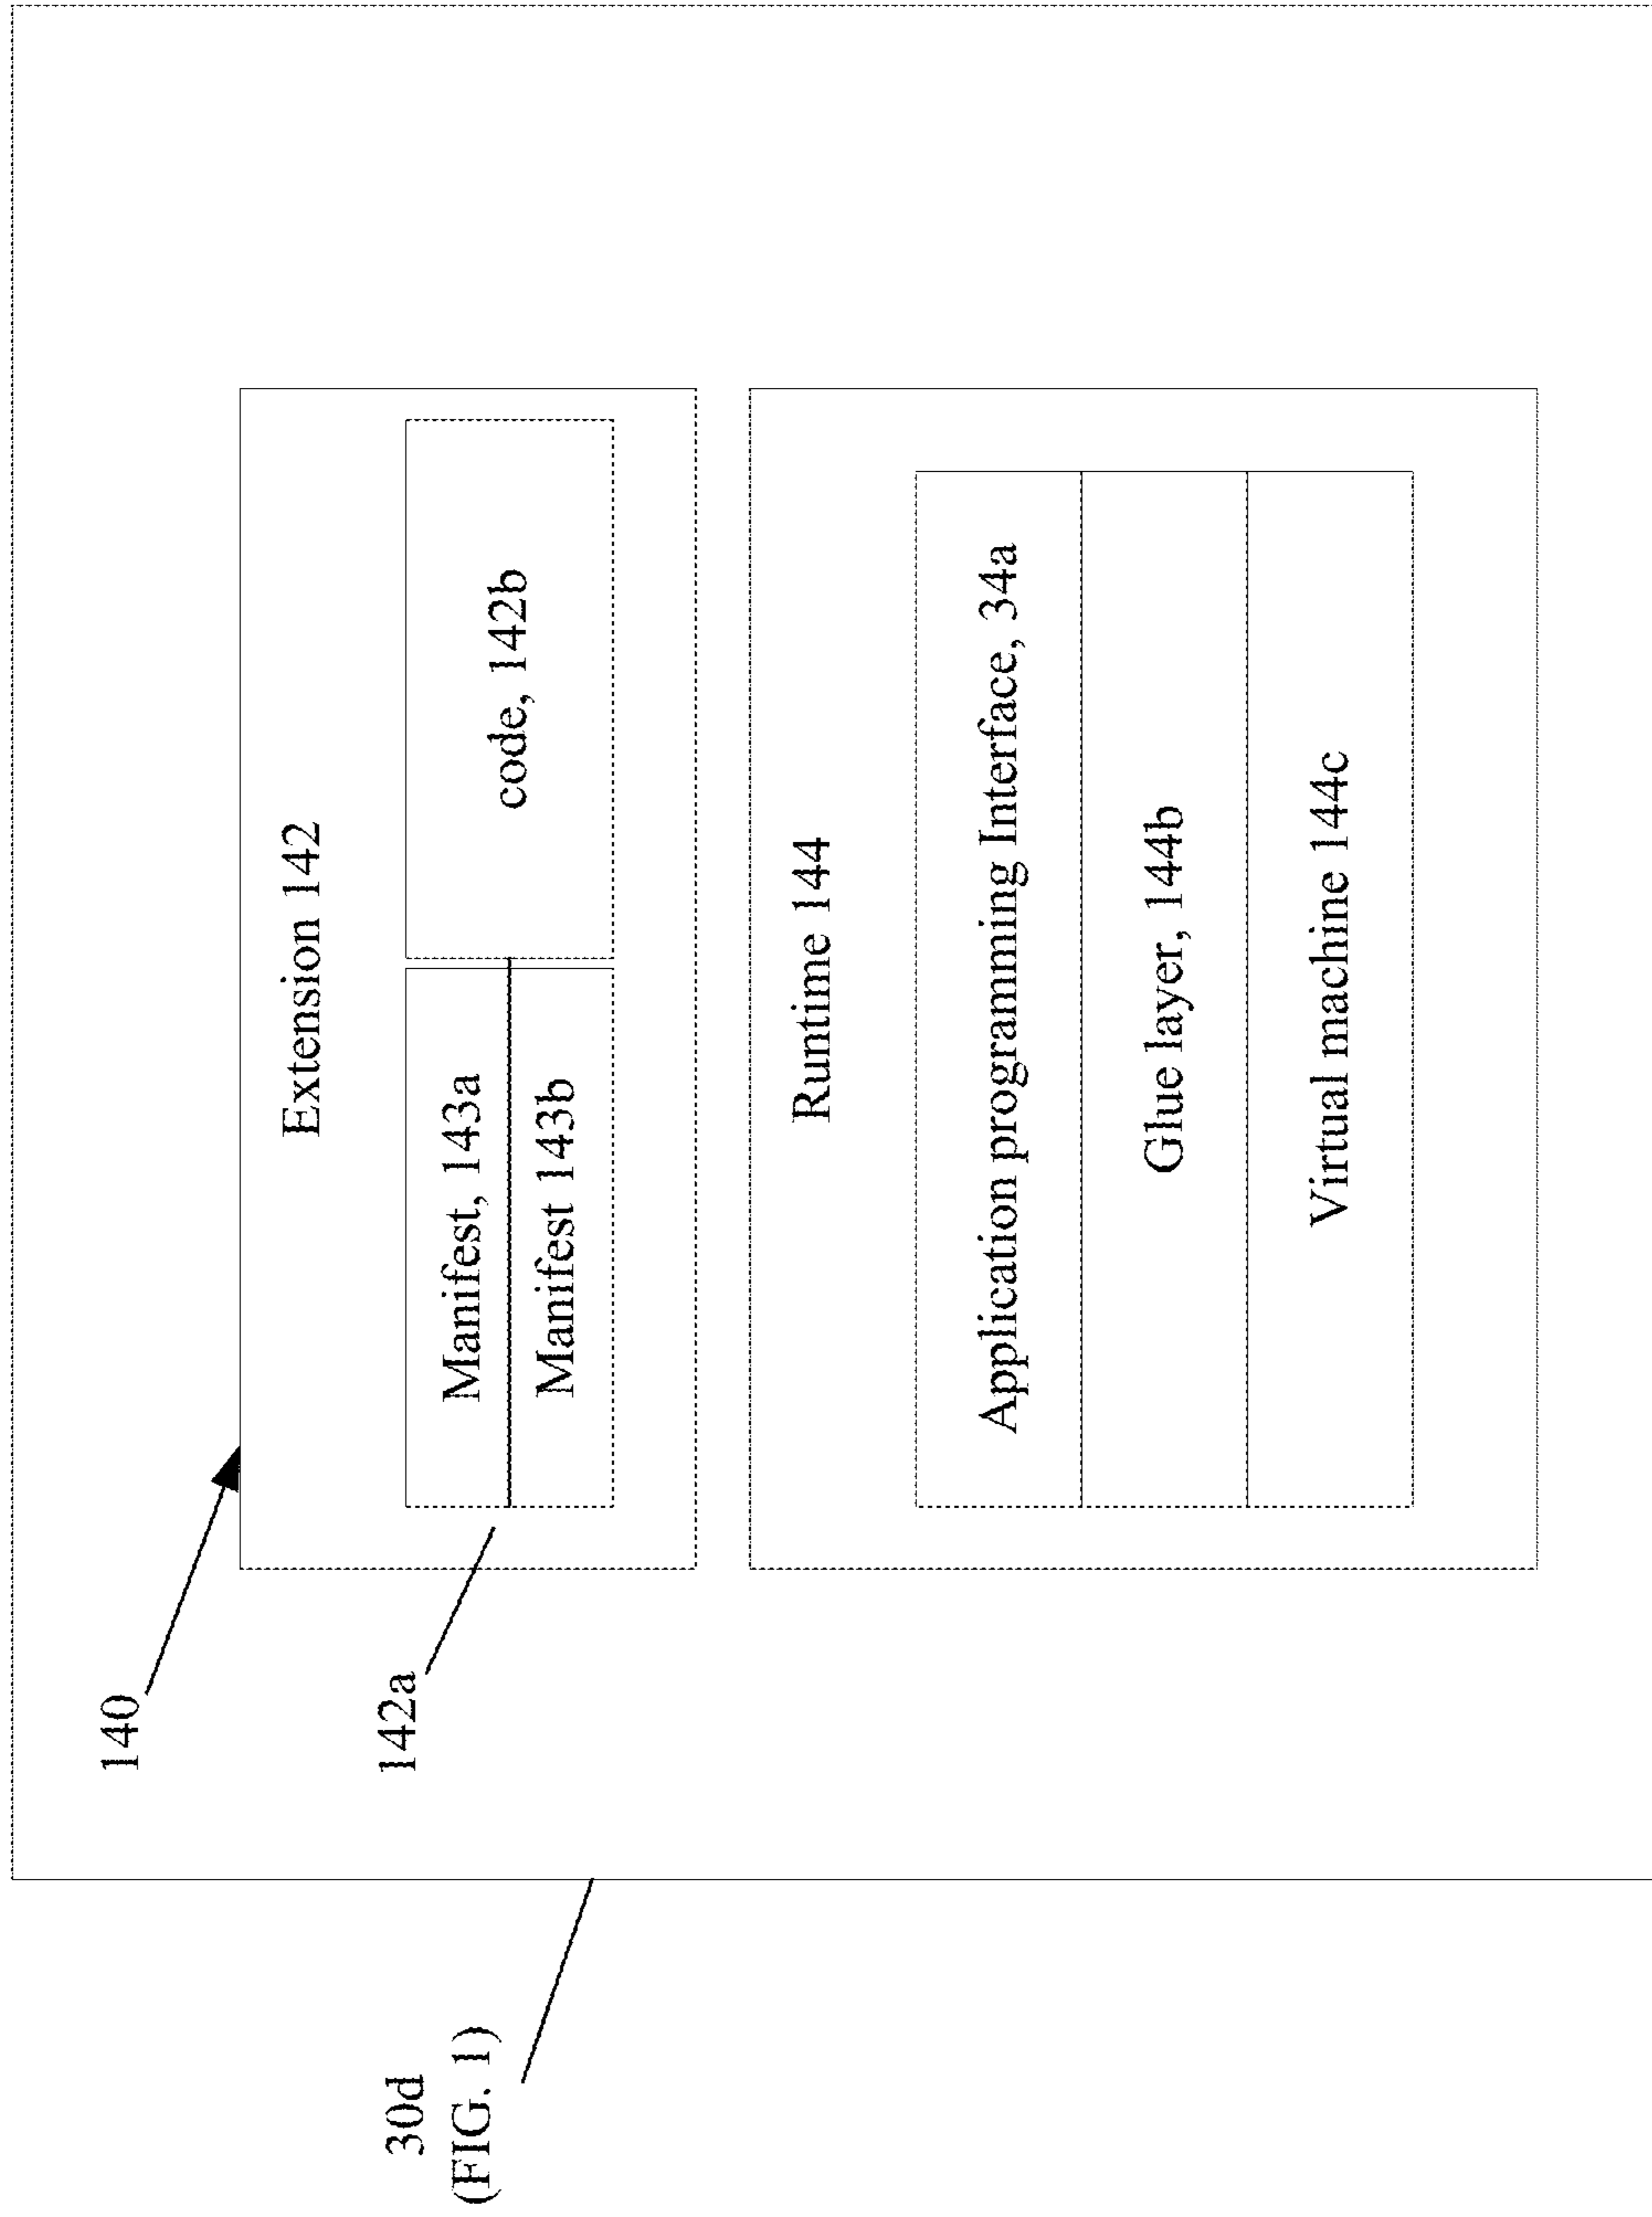 140
Extension 142
142a
Manifest, 143a
Manifest 143b
code, 142b
30d
(FIG. 1)
Runtime 144
Application programming Interface, 34a
Glue layer, 144b
Virtual machine 144c